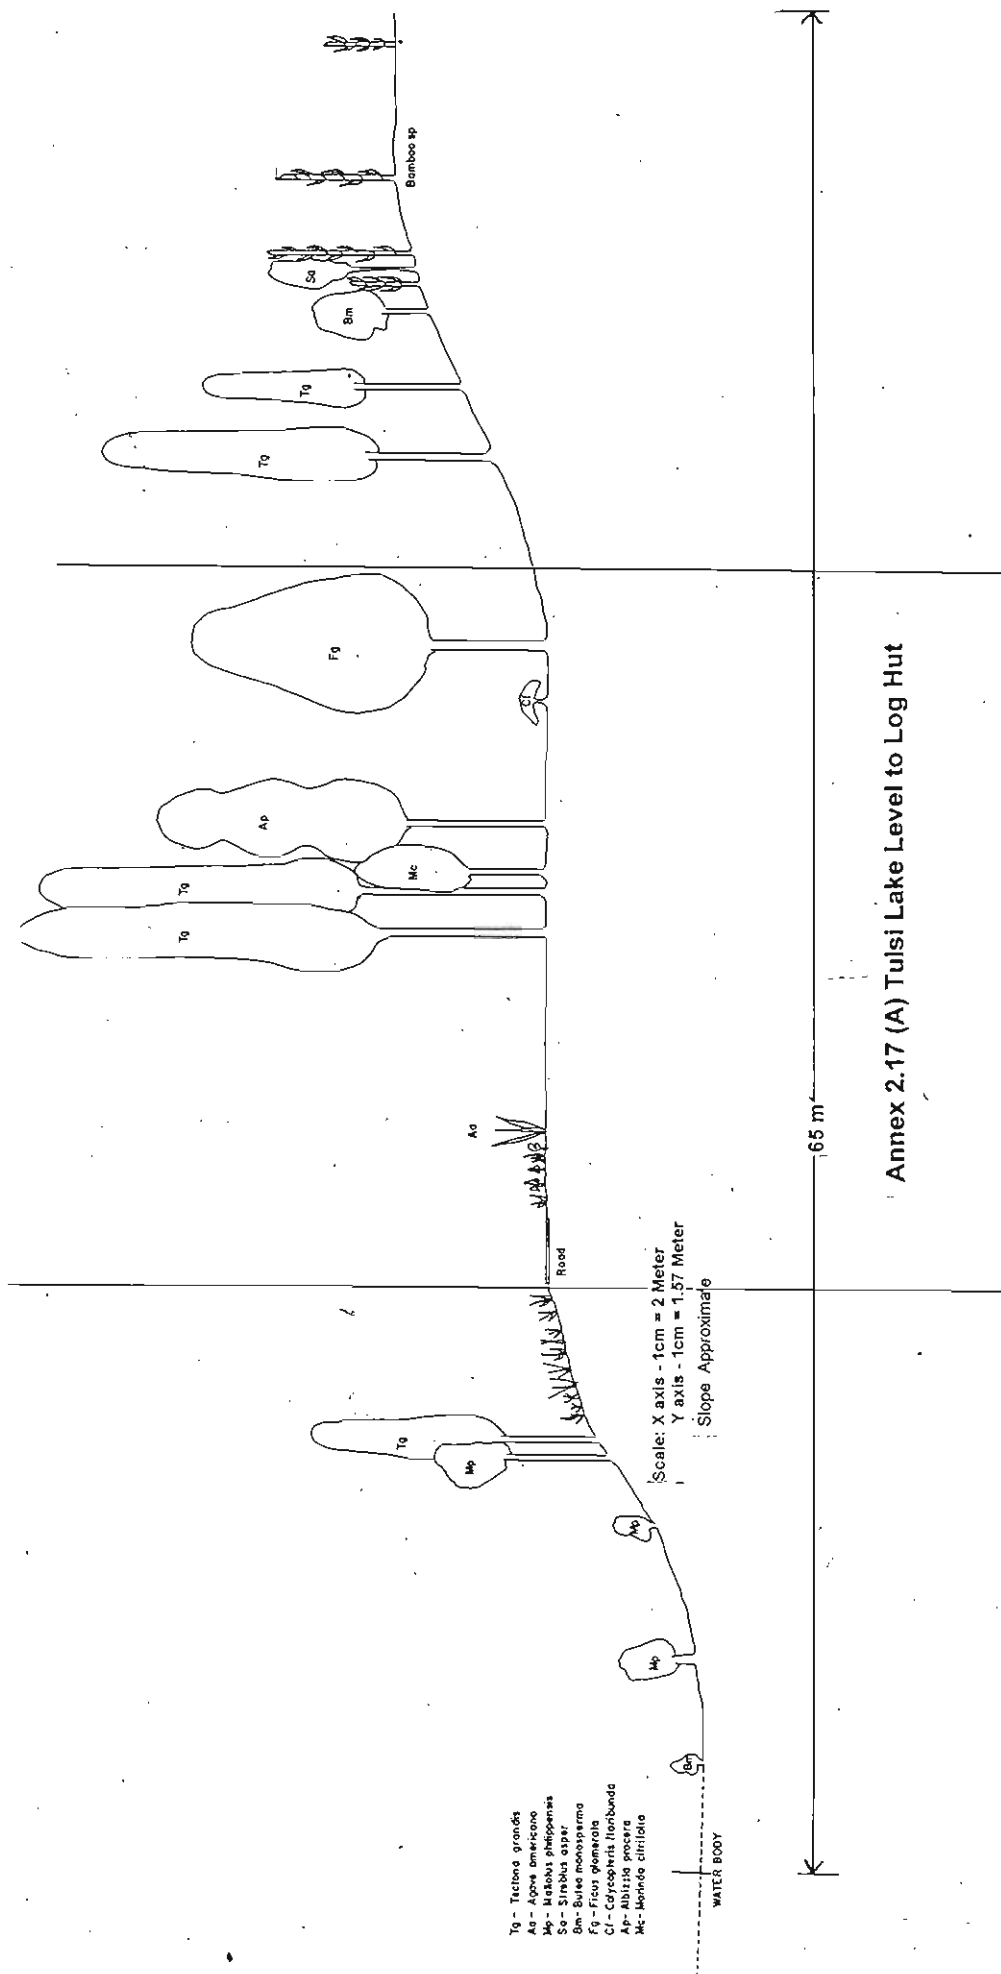 Tg - Tectona grandis
Aa - Agave americana
Mp - Mallotus philippensis
Sa - Streblus asper
Bm - Butea monosperma
Fg - Ficus glomerata
Cf - Calycopteris floribunda
Ap - Albizzia procera
Mc - Morinda citrifolia
WATER BODY
Bm
Mp
Mp
Mp
Tg
Road
Aa
Tg
Tg
Mc
Ap
Cf
Fg
Tg
Tg
Bm
Sa
Bamboo sp
Scale: X axis - 1cm = 2 Meter
Y axis - 1cm = 1.57 Meter
Slope Approximate
65 m
Annex 2.17 (A) Tulsi Lake Level to Log Hut